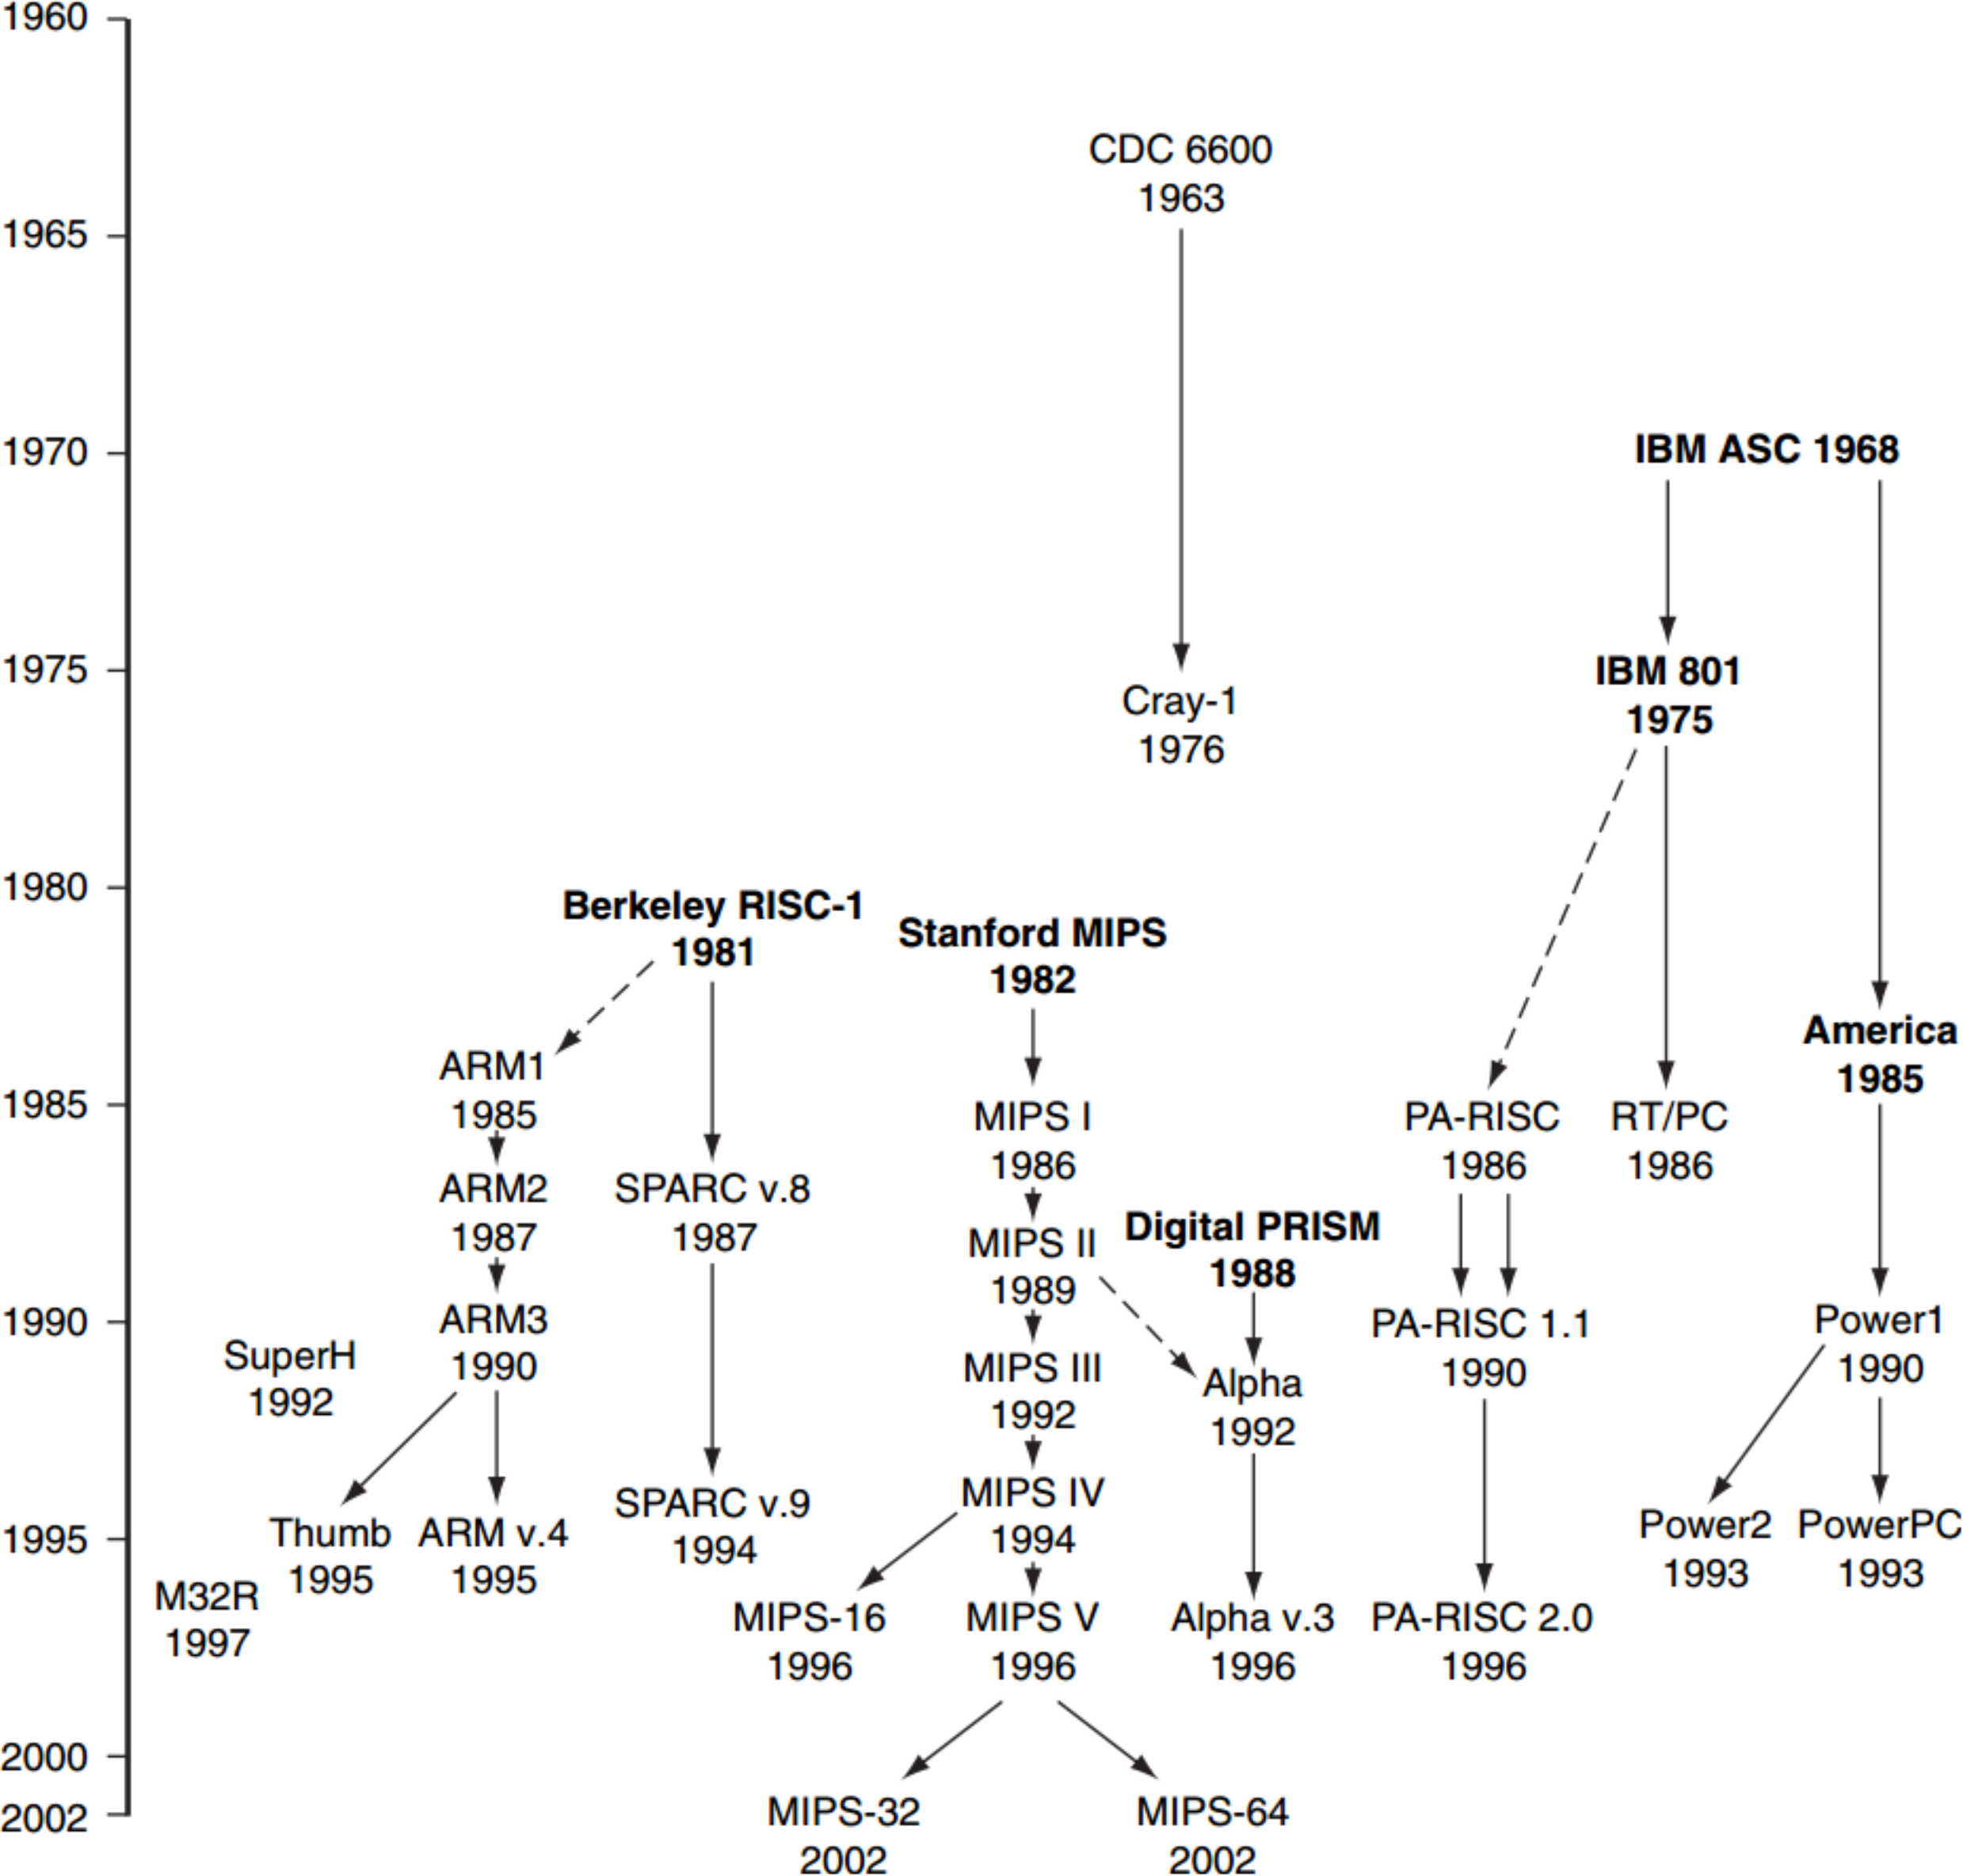 1960
CDC 6600
1963
1965
1970
IBM ASC 1968
1975
IBM 801
1975
Cray-1
1976
1980
Berkeley RISC-1
1981
Stanford MIPS
1982
America
1985
ARM1
1985
1985
MIPS I
1986
PA-RISC
1986
RT/PC
1986
ARM2
1987
SPARC v.8
1987
MIPS II
1989
Digital PRISM
1988
1990
ARM3
1990
SuperH
1992
MIPS III
1992
Alpha
1992
PA-RISC 1.1
1990
Power1
1990
1995
Thumb
1995
ARM v.4
1995
SPARC v.9
1994
MIPS IV
1994
Power2
1993
PowerPC
1993
M32R
1997
MIPS-16
1996
MIPS V
1996
Alpha v.3
1996
PA-RISC 2.0
1996
2000
2002
MIPS-32
2002
MIPS-64
2002